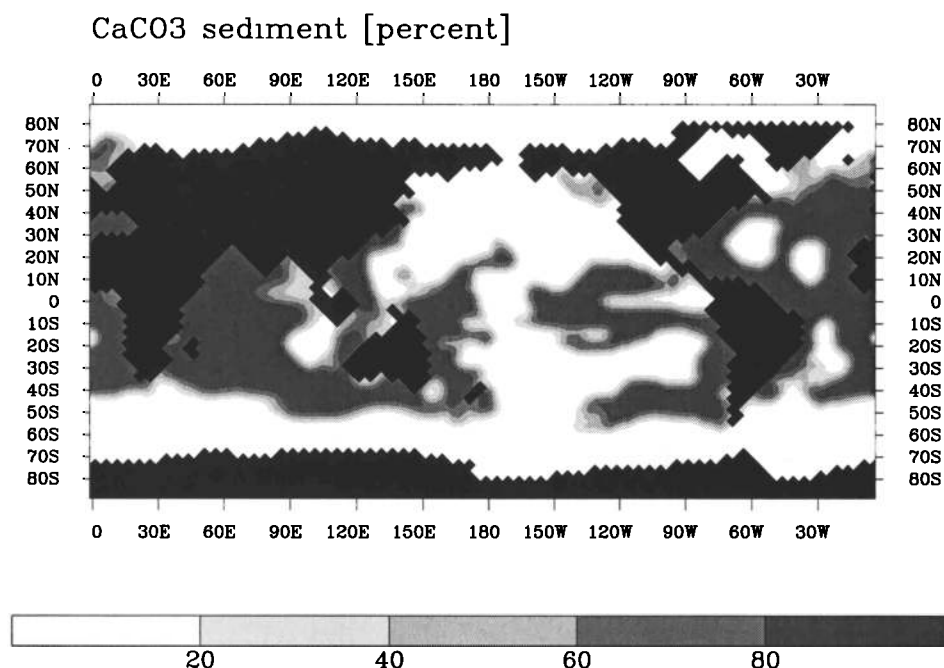 CaCO3 sediment [percent]
0 30E 60E 90E 120E 150E 180 150W 120W 90W 60W 30W
80N 80N
70N 70N
60N 60N
50N 50N
40N 40N
30N 30N
20N 20N
10N 10N
0 0
10S 10S
20S 20S
30S 30S
40S 40S
50S 50S
60S 60S
70S 70S
80S 80S
0 30E 60E 90E 120E 150E 180 150W 120W 90W 60W 30W
20 40 60 80